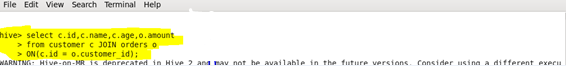 File Edit View Search Terminal Help
hive> select c.id,c.name,c.age,o.amount
> from customer c JOIN orders o
> ON(c.id = o.customer_id);
WARNING: Hive-on-MR is deprecated in Hive 2 and may not be available in the future versions. Consider using a different execu